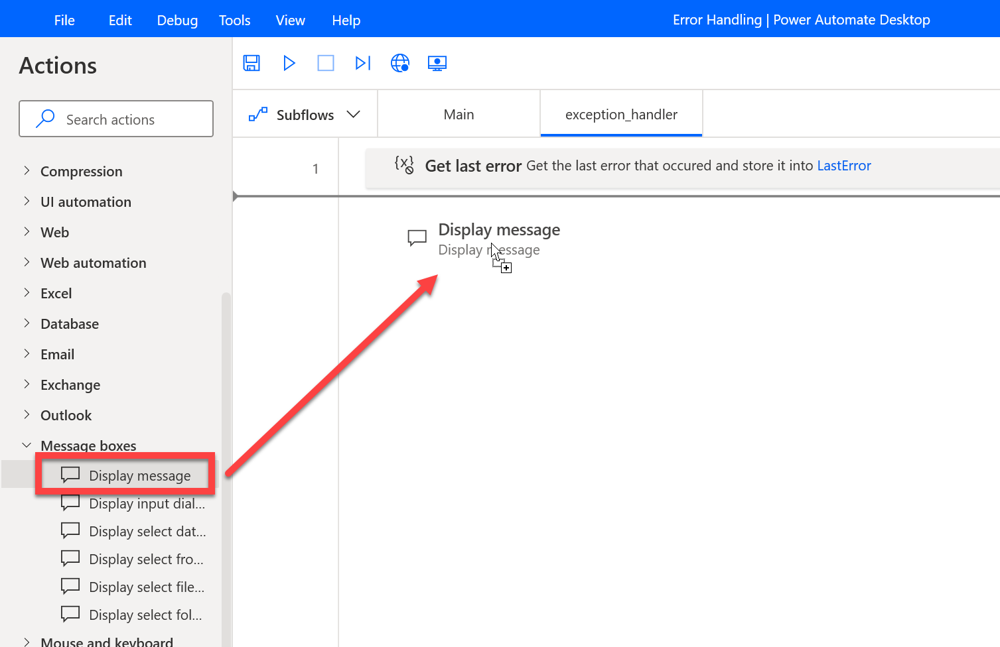 File Edit Debug Tools View Help Error Handling | Power Automate Desktop
Actions
Search actions
Compression
UI automation
Web
Web automation
Excel
Database
Email
Exchange
Outlook
Message boxes
Display message
Display input dial...
Display select dat...
Display select fro...
Display select file...
Display select fol...
Mouse and keyboard
Subflows Main exception_handler
1 Get last error Get the last error that occured and store it into LastError
Display message
Display message